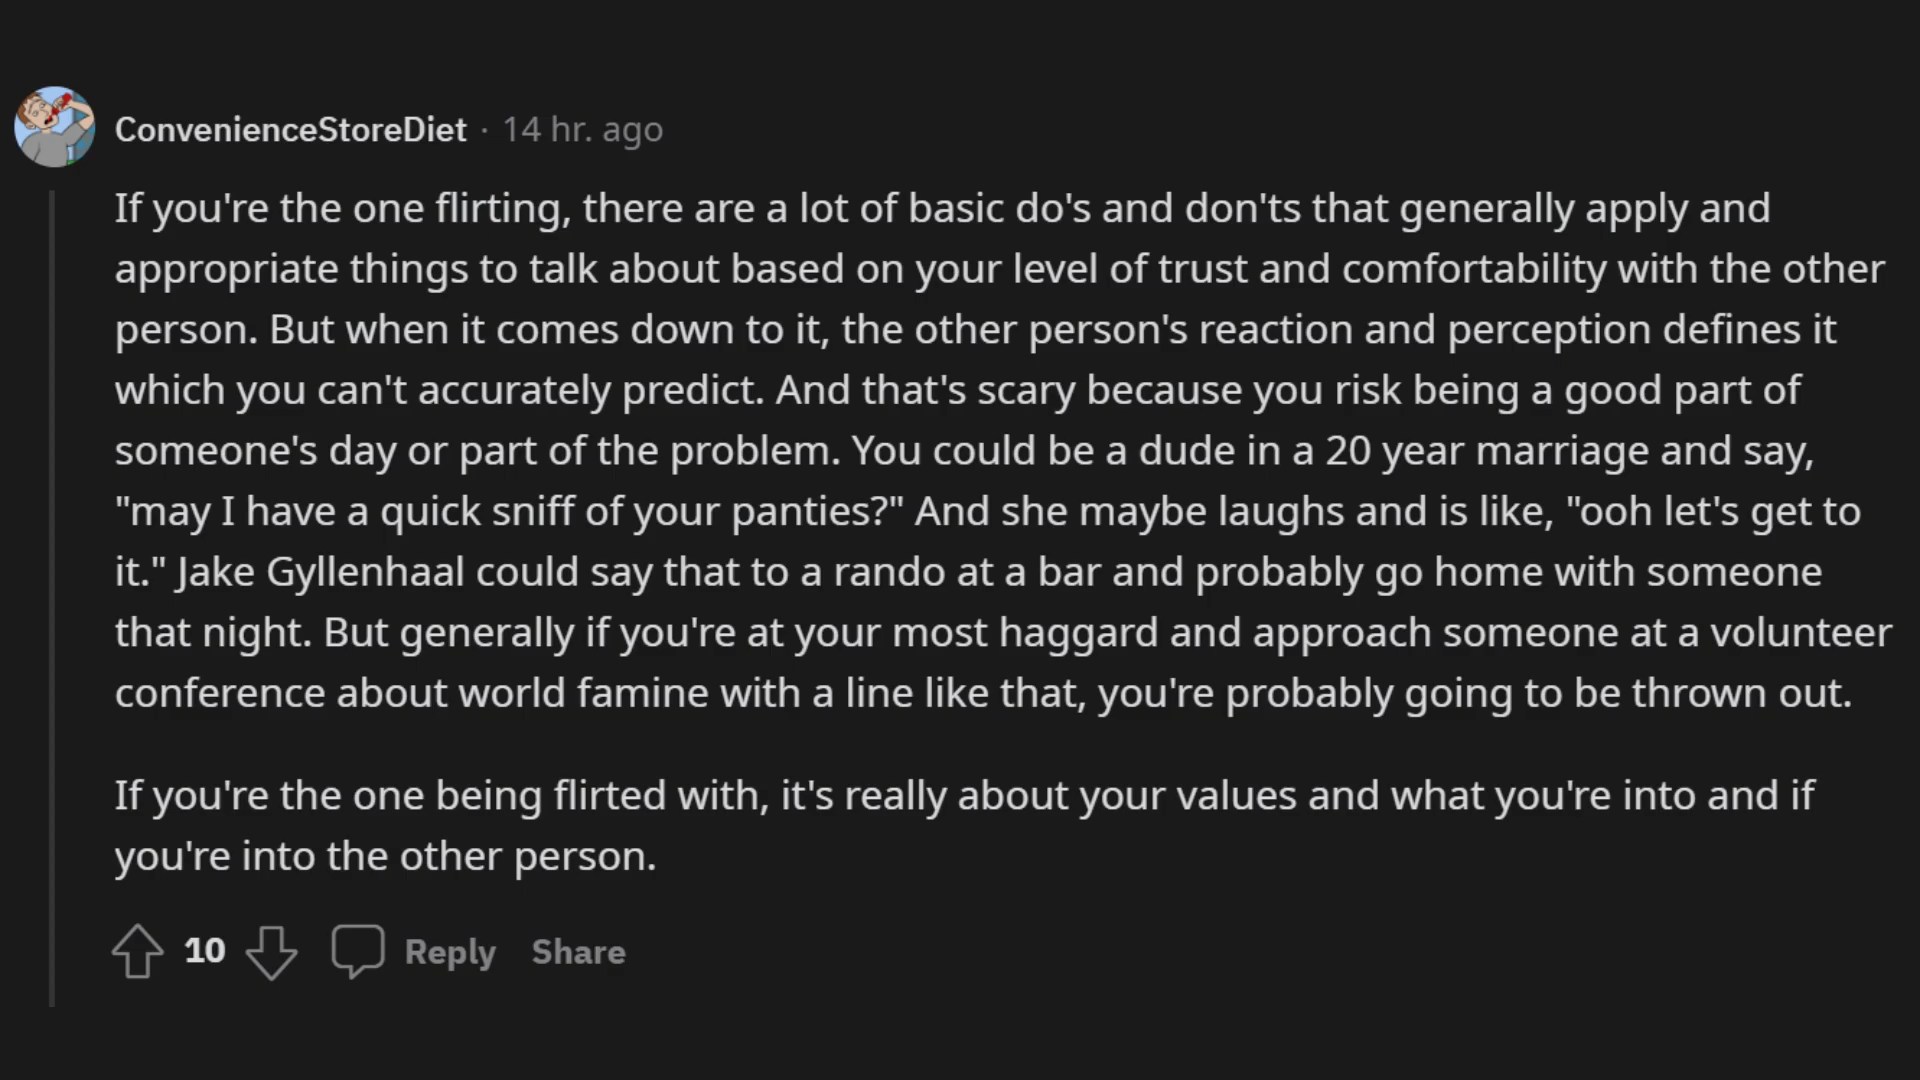 ConvenienceStoreDiet · 14 hr. ago
If you're the one flirting, there are a lot of basic do's and don'ts that generally apply and
appropriate things to talk about based on your level of trust and comfortability with the other
person. But when it comes down to it, the other person's reaction and perception defines it
which you can't accurately predict. And that's scary because you risk being a good part of
someone's day or part of the problem. You could be a dude in a 20 year marriage and say,
"may I have a quick sniff of your panties?" And she maybe laughs and is like, "ooh let's get to
it." Jake Gyllenhaal could say that to a rando at a bar and probably go home with someone
that night. But generally if you're at your most haggard and approach someone at a volunteer
conference about world famine with a line like that, you're probably going to be thrown out.
If you're the one being flirted with, it's really about your values and what you're into and if
you're into the other person.
10 Reply Share